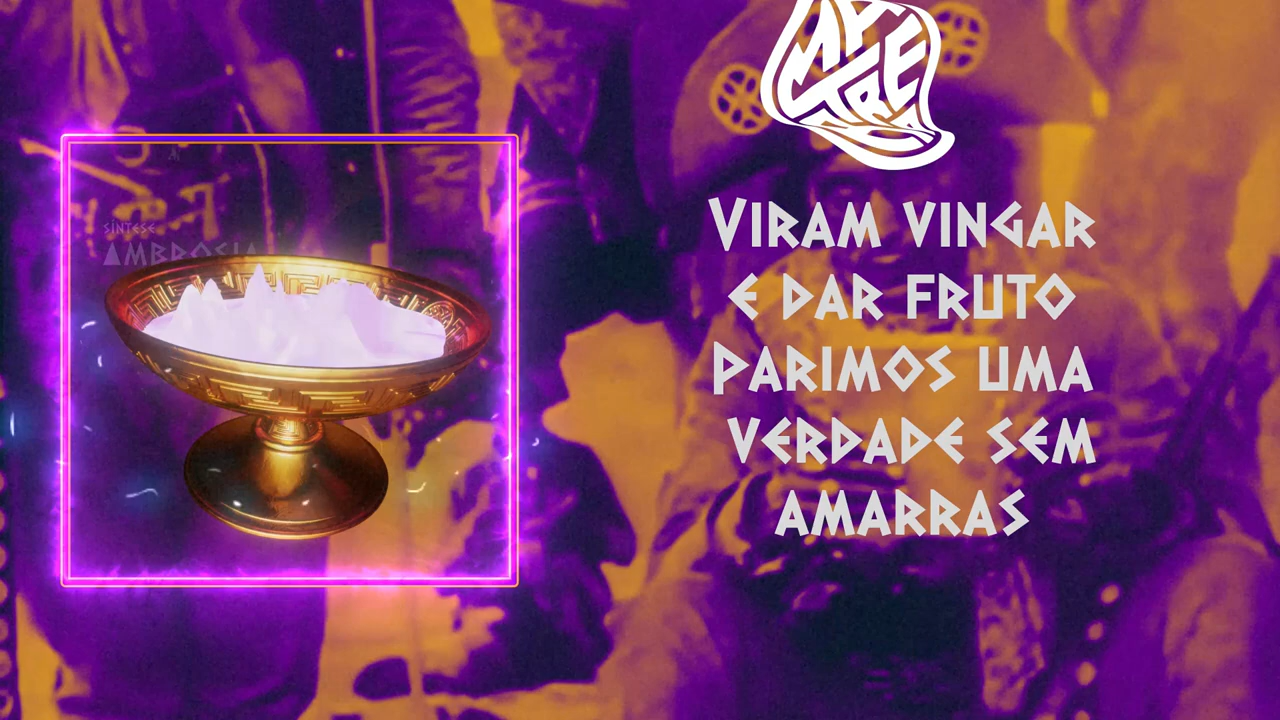 SÍNTESE
AMBROSIA
VIRAM VINGAR
E DAR FRUTO
PARIMOS UMA
VERDADE SEM
AMARRAS